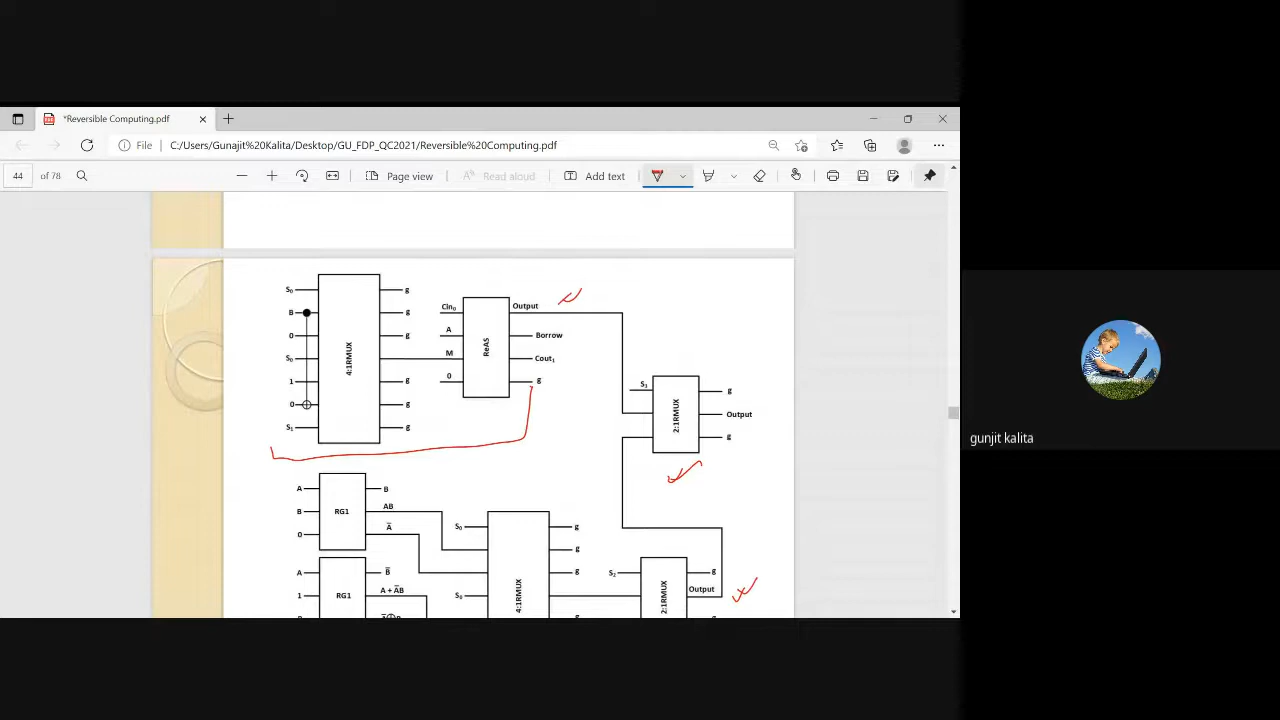 *Reversible Computing.pdf
File
C:/Users/Gunajit%20Kalita/Desktop/GU_FDP_QC2021/Reversible%20Computing.pdf
44
of 78
Page view
Read aloud
Add text
S₀
g
B
g
0
g
S₀
1
g
0
g
S₁
g
4:1RMUX
Cin₀
Output
A
Borrow
M
Cout₁
0
g
ReAS
S₃
g
Output
g
2:1RMUX
A
B
B
AB
0
A̅
RG1
A
B̅
1
A + A̅B
RG1
S₀
g
g
g
S₀
4:1RMUX
S₂
g
Output
2:1RMUX
gunjit kalita